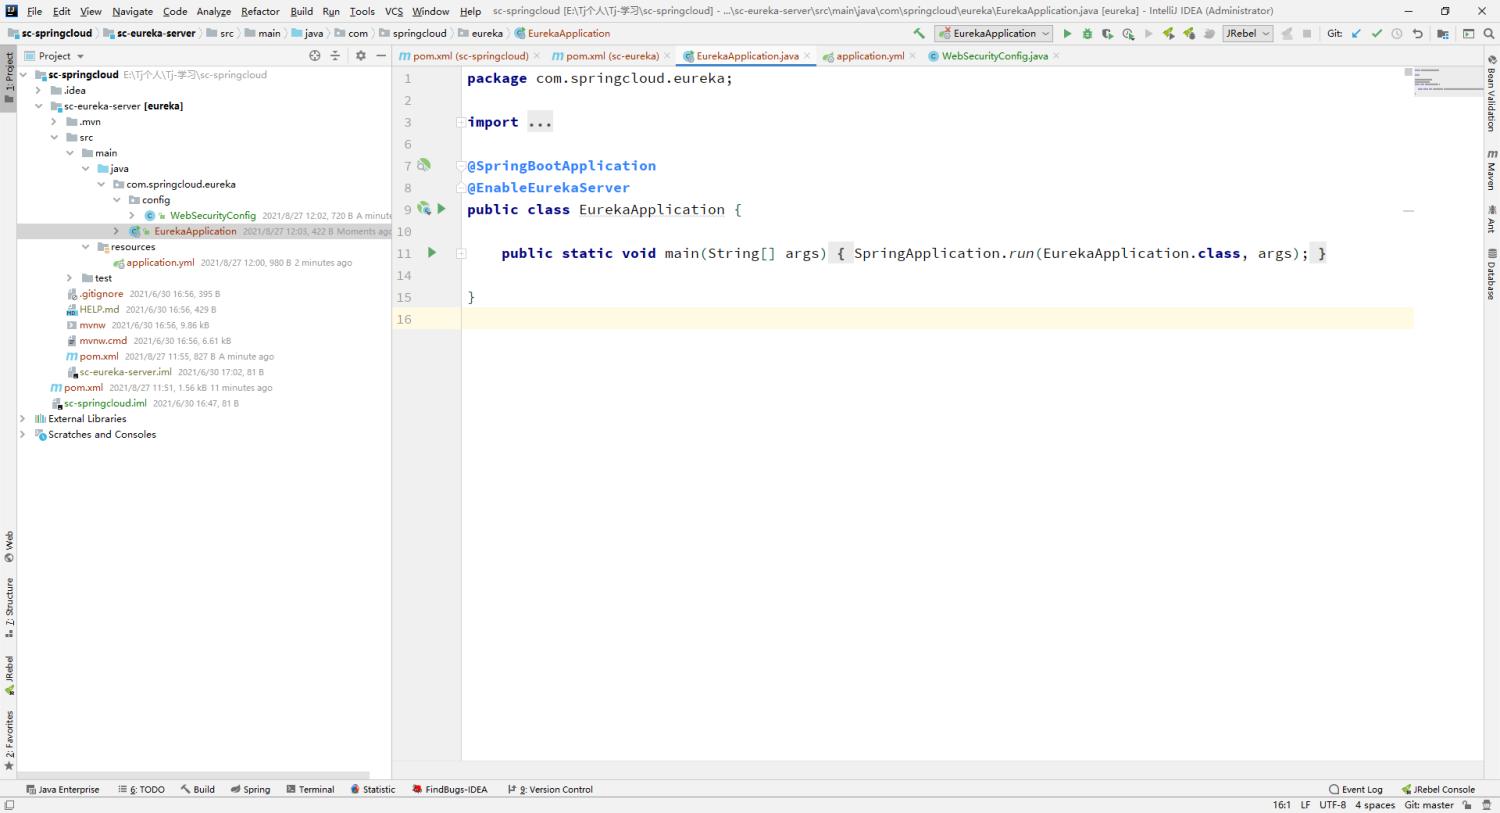 File Edit View Navigate Code Analyze Refactor Build Run Tools VCS Window Help sc-springcloud [E:\Tj个人\Tj-学习\sc-springcloud] - ...\sc-eureka-server\src\main\java\com\springcloud\eureka\EurekaApplication.java [eureka] - IntelliJ IDEA (Administrator)
sc-springcloud sc-eureka-server src main java com springcloud eureka EurekaApplication EurekaApplication JRebel Git:
Project
pom.xml (sc-springcloud) pom.xml (sc-eureka) EurekaApplication.java application.yml WebSecurityConfig.java
sc-springcloud E:\Tj个人\Tj-学习\sc-springcloud
.idea
sc-eureka-server [eureka]
.mvn
src
main
java
com.springcloud.eureka
config
WebSecurityConfig 2021/8/27 12:02, 720 B A minute
EurekaApplication 2021/8/27 12:03, 422 B Moments ago
resources
application.yml 2021/8/27 12:00, 980 B 2 minutes ago
test
.gitignore 2021/6/30 16:56, 395 B
HELP.md 2021/6/30 16:56, 429 B
mvnw 2021/6/30 16:56, 9.86 kB
mvnw.cmd 2021/6/30 16:56, 6.61 kB
pom.xml 2021/8/27 11:55, 827 B A minute ago
sc-eureka-server.iml 2021/6/30 17:02, 81 B
pom.xml 2021/8/27 11:51, 1.56 kB 11 minutes ago
sc-springcloud.iml 2021/6/30 16:47, 81 B
External Libraries
Scratches and Consoles
1 package com.springcloud.eureka;
2
3 import ...
6
7 @SpringBootApplication
8 @EnableEurekaServer
9 public class EurekaApplication {
10
11 public static void main(String[] args) { SpringApplication.run(EurekaApplication.class, args); }
14
15 }
16
1: Project
Web
7: Structure
JRebel
2: Favorites
Bean Validation
Maven
Ant
Database
Java Enterprise 6: TODO Build Spring Terminal Statistic FindBugs-IDEA 9: Version Control Event Log JRebel Console
16:1 LF UTF-8 4 spaces Git: master